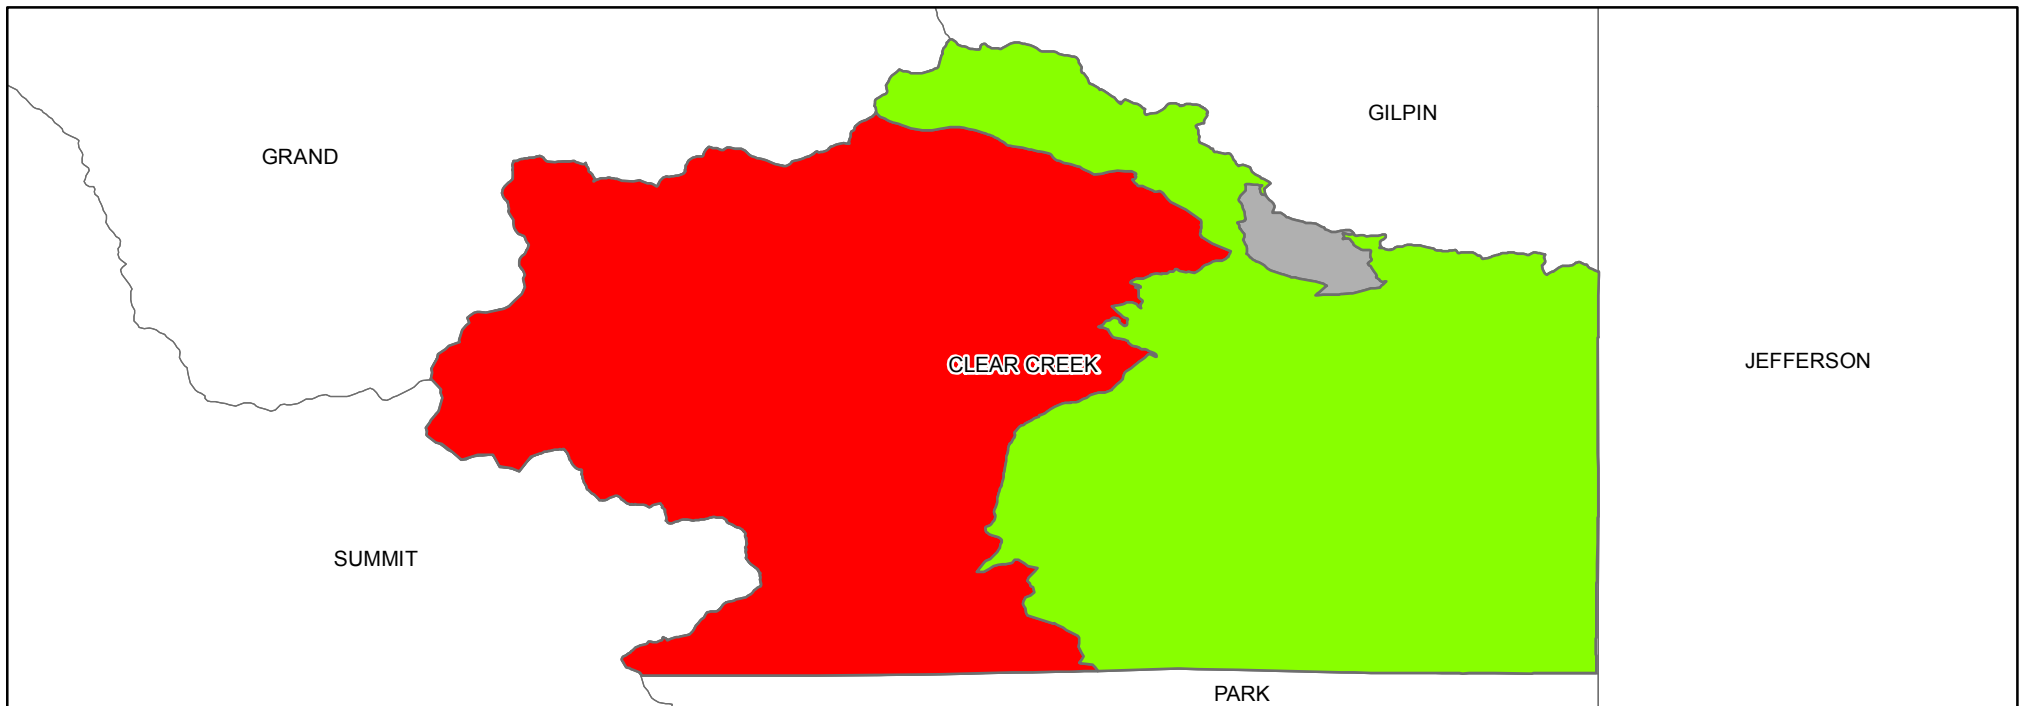 GILPIN
GRAND
JEFFERSON
CLEAR CREEK
SUMMIT
PARK